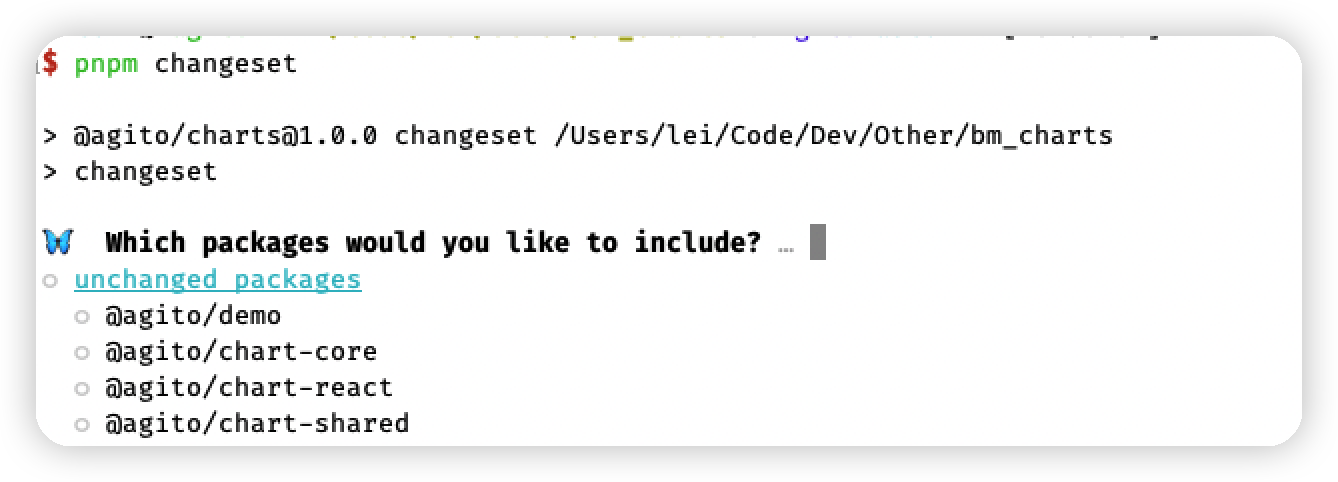 $ pnpm changeset
> @agito/charts@1.0.0 changeset /Users/lei/Code/Dev/Other/bm_charts
> changeset
🦋 Which packages would you like to include? …
○ unchanged packages
○ @agito/demo
○ @agito/chart-core
○ @agito/chart-react
○ @agito/chart-shared